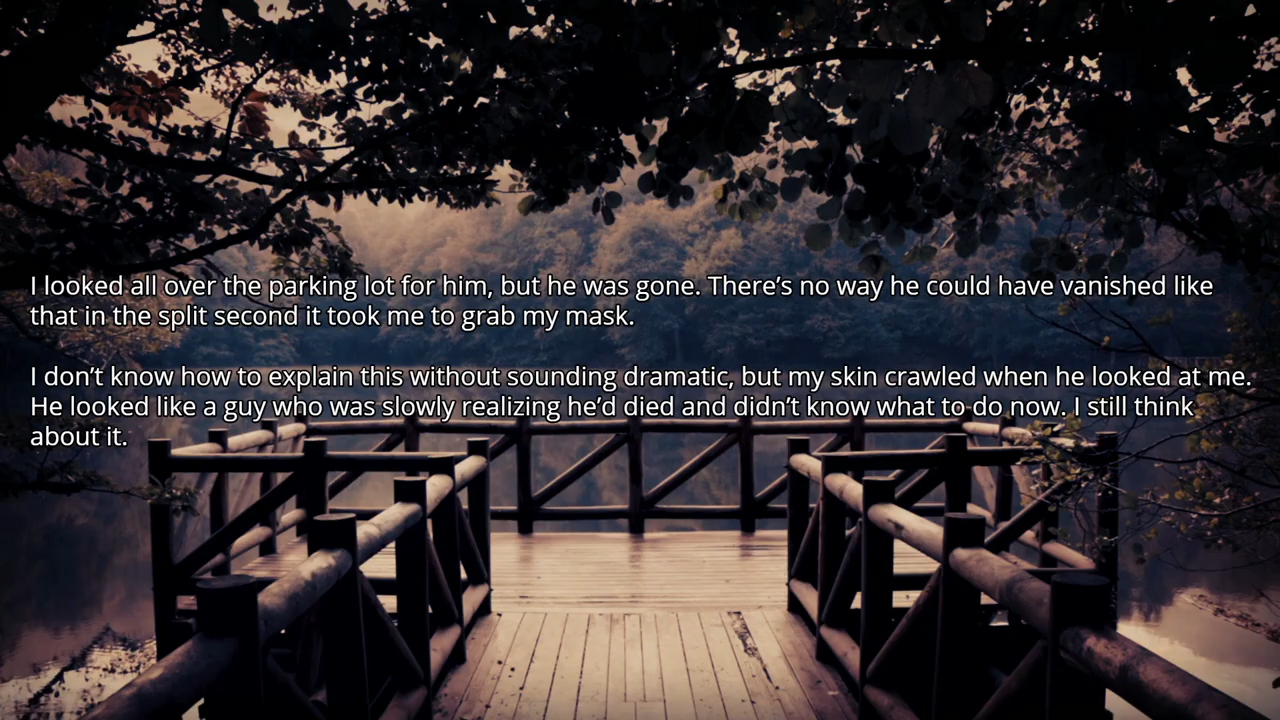 I looked all over the parking lot for him, but he was gone. There’s no way he could have vanished like
that in the split second it took me to grab my mask.
I don’t know how to explain this without sounding dramatic, but my skin crawled when he looked at me.
He looked like a guy who was slowly realizing he’d died and didn’t know what to do now. I still think
about it.